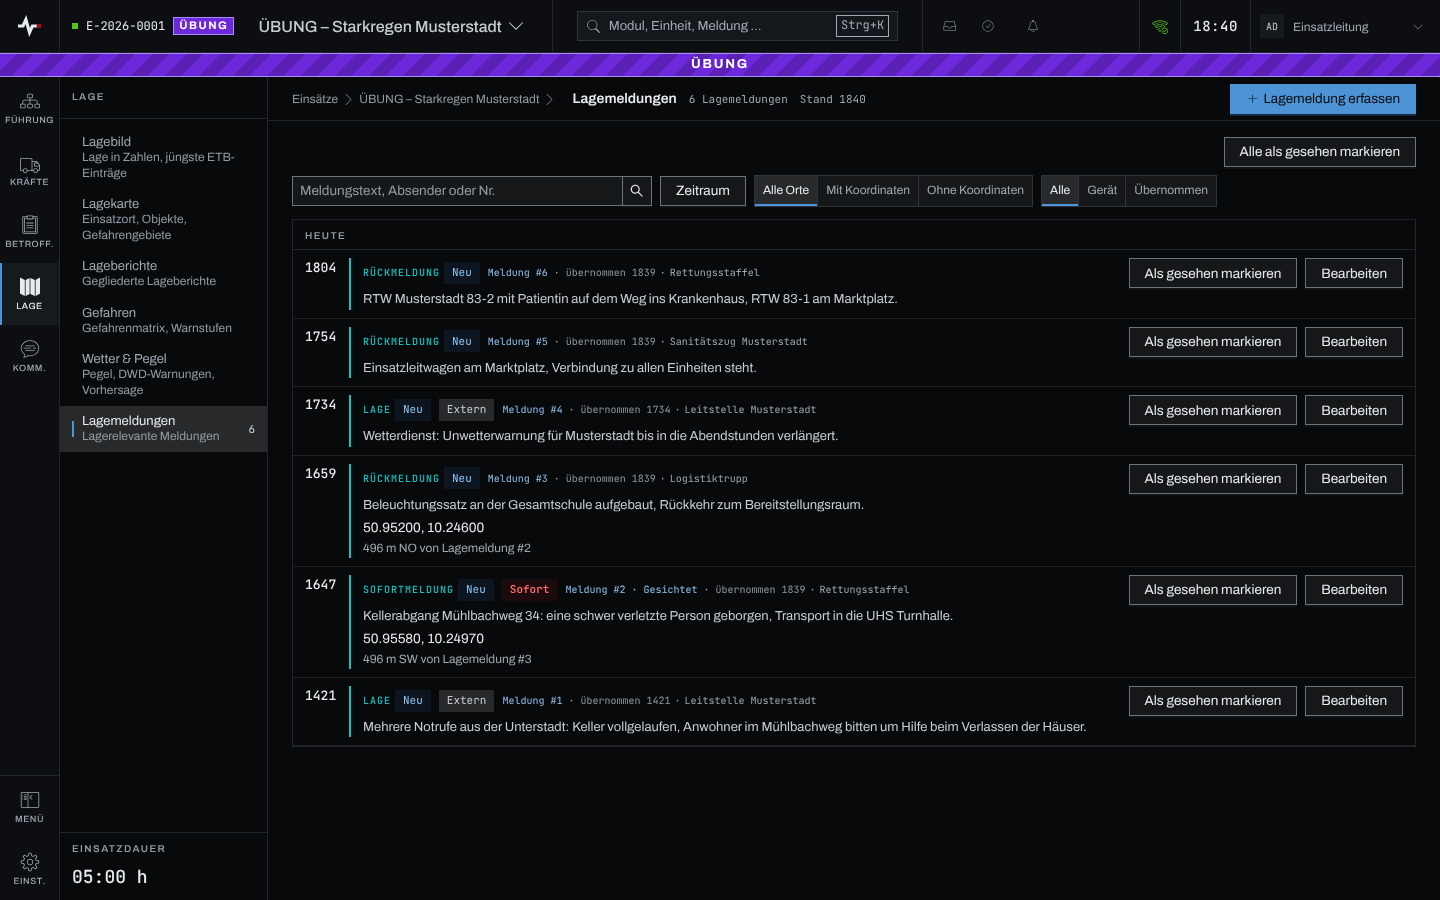 E-2026-0001 ÜBUNG ÜBUNG – Starkregen Musterstadt
Modul, Einheit, Meldung ... Strg+K
18:40 AD Einsatzleitung
ÜBUNG
FÜHRUNG
KRÄFTE
BETROFF.
LAGE
KOMM.
MENÜ
EINST.
LAGE
Lagebild
Lage in Zahlen, jüngste ETB-
Einträge
Lagekarte
Einsatzort, Objekte,
Gefahrengebiete
Lageberichte
Gegliederte Lageberichte
Gefahren
Gefahrenmatrix, Warnstufen
Wetter & Pegel
Pegel, DWD-Warnungen,
Vorhersage
Lagemeldungen 6
Lagerelevante Meldungen
EINSATZDAUER
05:00 h
Einsätze ÜBUNG – Starkregen Musterstadt Lagemeldungen 6 Lagemeldungen Stand 1840
+ Lagemeldung erfassen
Alle als gesehen markieren
Meldungstext, Absender oder Nr. Zeitraum Alle Orte Mit Koordinaten Ohne Koordinaten Alle Gerät Übernommen
HEUTE
1804 RÜCKMELDUNG Neu Meldung #6 · übernommen 1839 · Rettungsstaffel Als gesehen markieren Bearbeiten
RTW Musterstadt 83-2 mit Patientin auf dem Weg ins Krankenhaus, RTW 83-1 am Marktplatz.
1754 RÜCKMELDUNG Neu Meldung #5 · übernommen 1839 · Sanitätszug Musterstadt Als gesehen markieren Bearbeiten
Einsatzleitwagen am Marktplatz, Verbindung zu allen Einheiten steht.
1734 LAGE Neu Extern Meldung #4 · übernommen 1734 · Leitstelle Musterstadt Als gesehen markieren Bearbeiten
Wetterdienst: Unwetterwarnung für Musterstadt bis in die Abendstunden verlängert.
1659 RÜCKMELDUNG Neu Meldung #3 · übernommen 1839 · Logistiktrupp Als gesehen markieren Bearbeiten
Beleuchtungssatz an der Gesamtschule aufgebaut, Rückkehr zum Bereitstellungsraum.
50.95200, 10.24600
496 m NO von Lagemeldung #2
1647 SOFORTMELDUNG Neu Sofort Meldung #2 · Gesichtet · übernommen 1839 · Rettungsstaffel Als gesehen markieren Bearbeiten
Kellerabgang Mühlbachweg 34: eine schwer verletzte Person geborgen, Transport in die UHS Turnhalle.
50.95580, 10.24970
496 m SW von Lagemeldung #3
1421 LAGE Neu Extern Meldung #1 · übernommen 1421 · Leitstelle Musterstadt Als gesehen markieren Bearbeiten
Mehrere Notrufe aus der Unterstadt: Keller vollgelaufen, Anwohner im Mühlbachweg bitten um Hilfe beim Verlassen der Häuser.